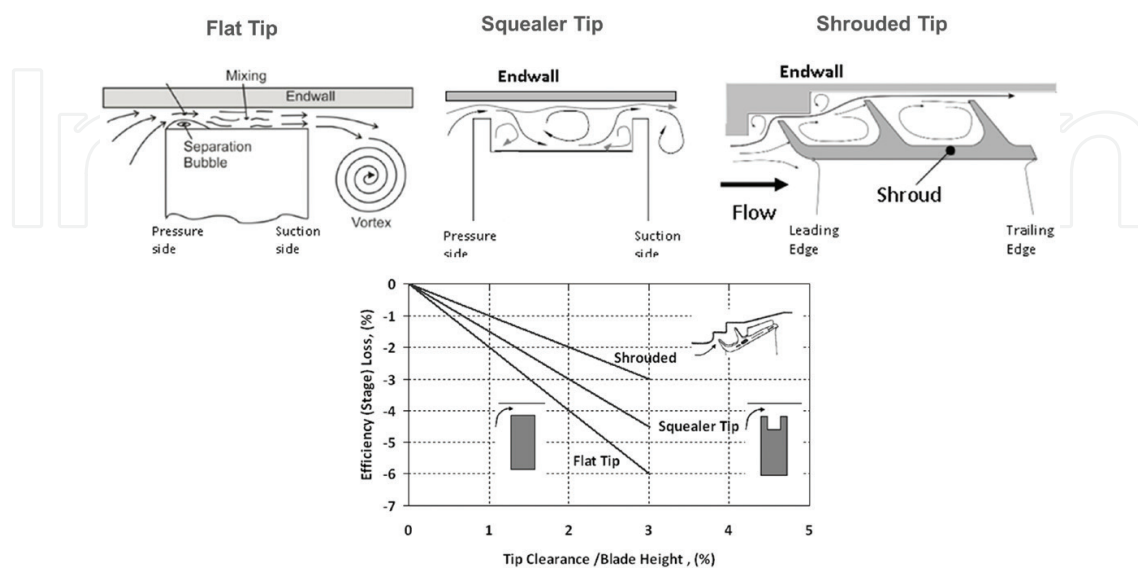 Flat Tip
Squealer Tip
Shrouded Tip
Mixing
Endwall
Separation
Bubble
Vortex
Pressure
side
Suction
side
Endwall
Pressure
side
Suction
side
Endwall
Shroud
Flow
Leading
Edge
Trailing
Edge
Efficiency (Stage) Loss, (%)
0
-1
-2
-3
-4
-5
-6
-7
Shrouded
Squealer Tip
Flat Tip
0 1 2 3 4 5
Tip Clearance /Blade Height , (%)